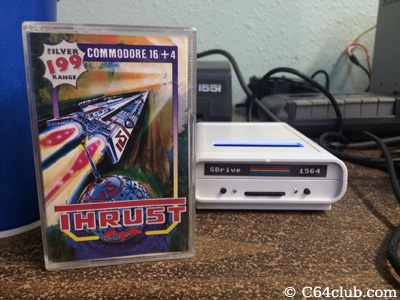 SILVER
199
RANGE
COMMODORE 16 +4
THRUST
1551
SDrive 1564
© C64club.com